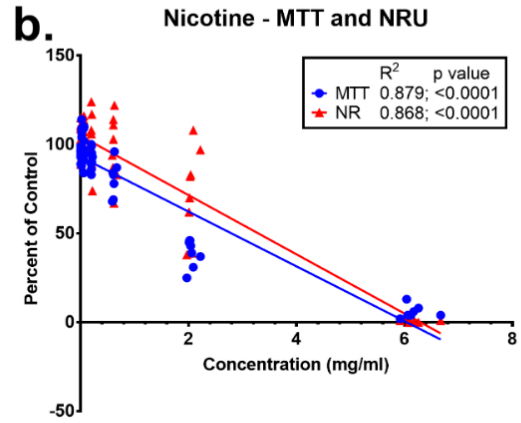 b.
Nicotine - MTT and NRU
R2 p value
MTT 0.879; <0.0001
NR 0.868; <0.0001
150
100
50
0
-50
Percent of Control
2 4 6 8
Concentration (mg/ml)